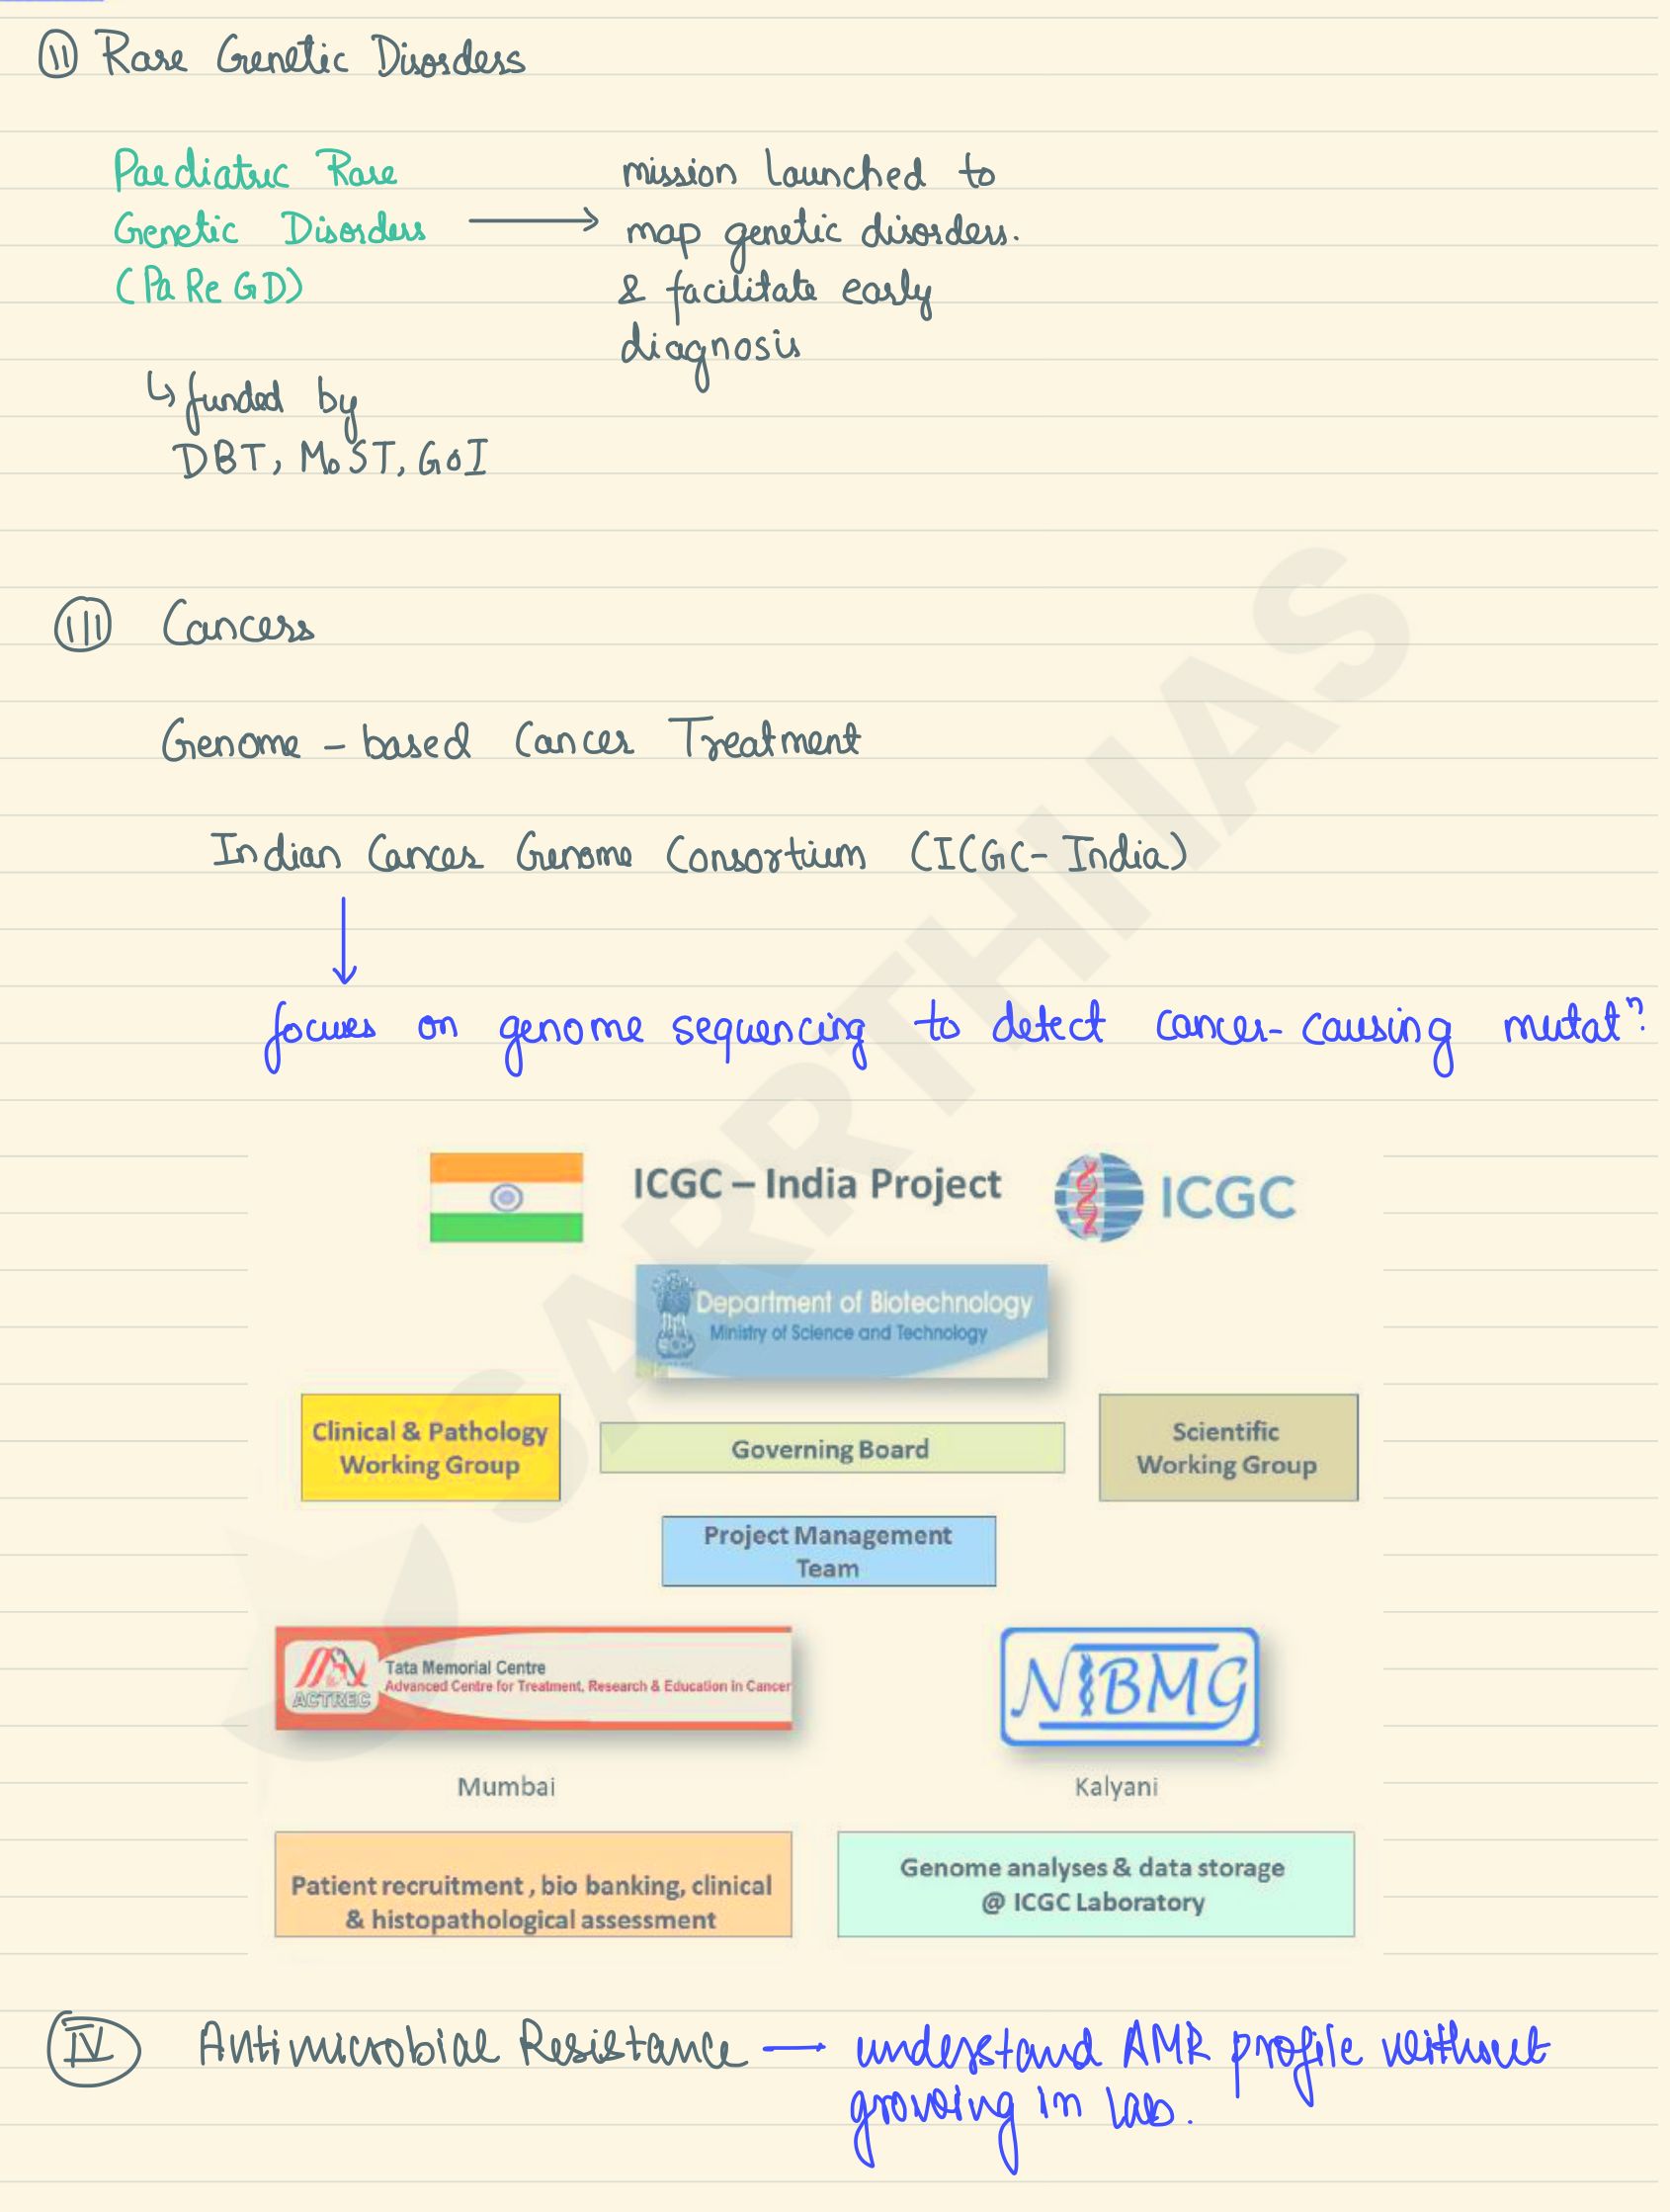 II Rare Genetic Disorders
Paediatric Rare
Genetic Disorders
(PaReGD)
mission launched to
map genetic disorders.
& facilitate early
diagnosis
↳ funded by
DBT, MoST, GoI
III Cancers
Genome - based Cancer Treatment
Indian Cancer Genome Consortium (ICGC-India)
focuses on genome sequencing to detect cancer-causing mutatⁿ.
ICGC – India Project
ICGC
Department of Biotechnology
Ministry of Science and Technology
Clinical & Pathology
Working Group
Governing Board
Scientific
Working Group
Project Management
Team
ACTREC
Tata Memorial Centre
Advanced Centre for Treatment, Research & Education in Cancer
NIBMG
Mumbai
Kalyani
Patient recruitment , bio banking, clinical
& histopathological assessment
Genome analyses & data storage
@ ICGC Laboratory
IV Antimicrobial Resistance — understand AMR profile without
growing in lab.
SARRTHI IAS